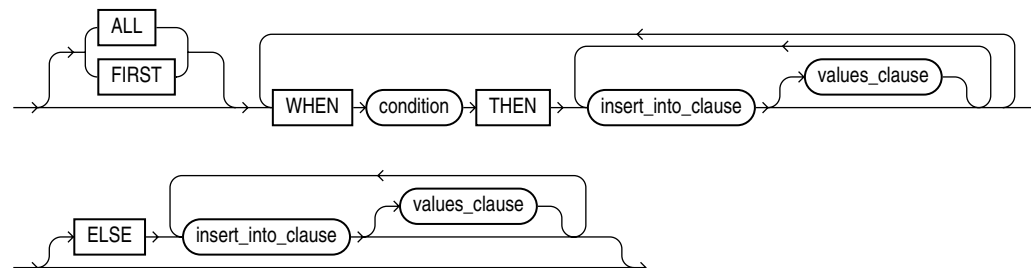 ALL
FIRST
WHEN condition THEN insert_into_clause values_clause
ELSE insert_into_clause values_clause